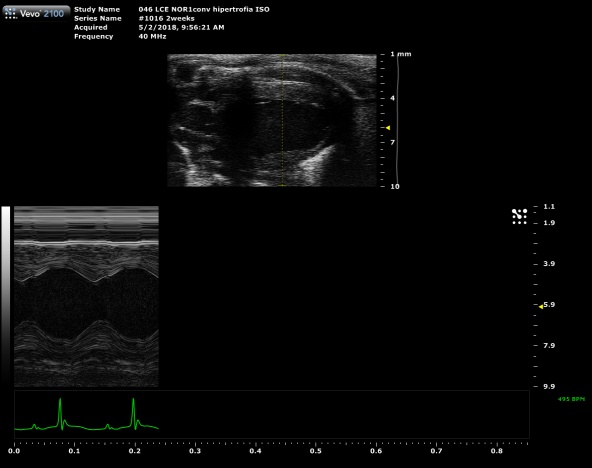 Vevo 2100
Study Name 046 LCE NOR1conv hipertrofia ISO
Series Name #1016 2weeks
Acquired 5/2/2018, 9:56:21 AM
Frequency 40 MHz
1 mm
4
7
10
1.1
1.9
3.9
5.9
7.9
9.9
495 BPM
0.0 0.1 0.2 0.3 0.4 0.5 0.6 0.7 0.8